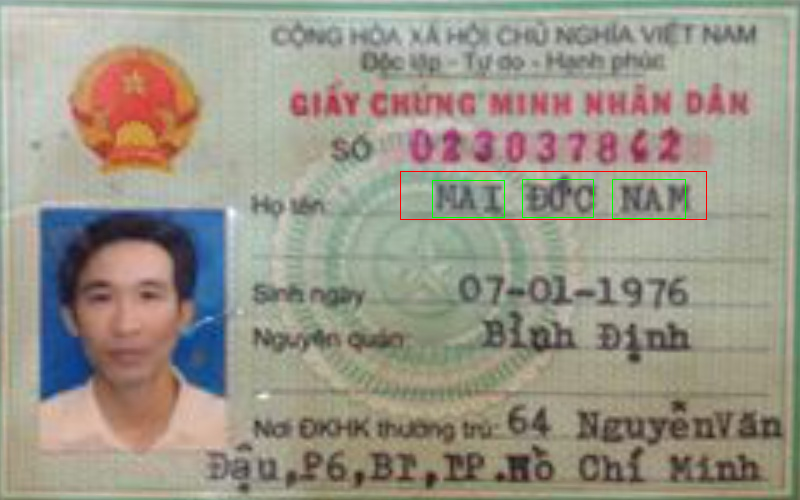 CỘNG HÒA XÃ HỘI CHỦ NGHĨA VIỆT NAM
Độc lập - Tự do - Hạnh phúc
GIẤY CHỨNG MINH NHÂN DÂN
SỐ 023037862
Họ tên: MAI ĐỨC NAM
Sinh ngày 07-01-1976
Nguyên quán: Bình Định
Nơi ĐKHK thường trú: 64 NguyễnVăn
Đậu,P6,BT,TP.Hồ Chí Minh